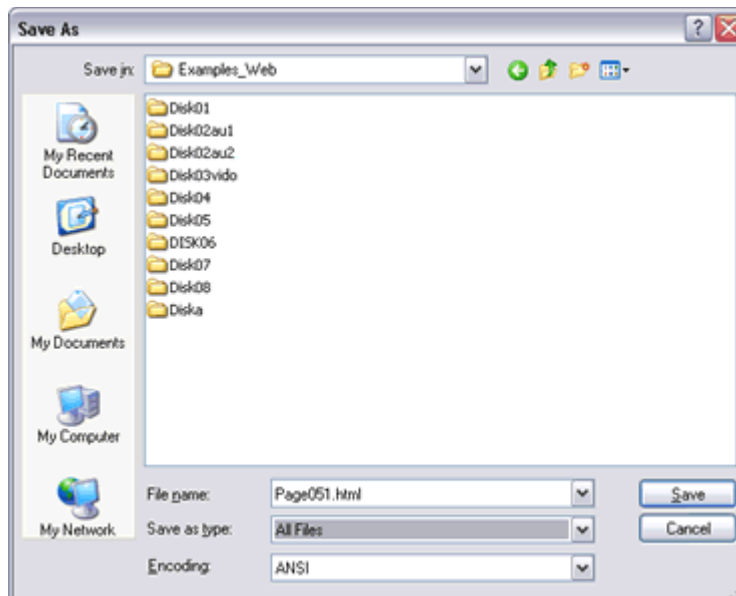 Save As
Save in: Examples_Web
My Recent
Documents
Desktop
My Documents
My Computer
My Network
Disk01
Disk02au1
Disk02au2
Disk03vido
Disk04
Disk05
DISK06
Disk07
Disk08
Diska
File name: Page051.html Save
Save as type: All Files Cancel
Encoding: ANSI